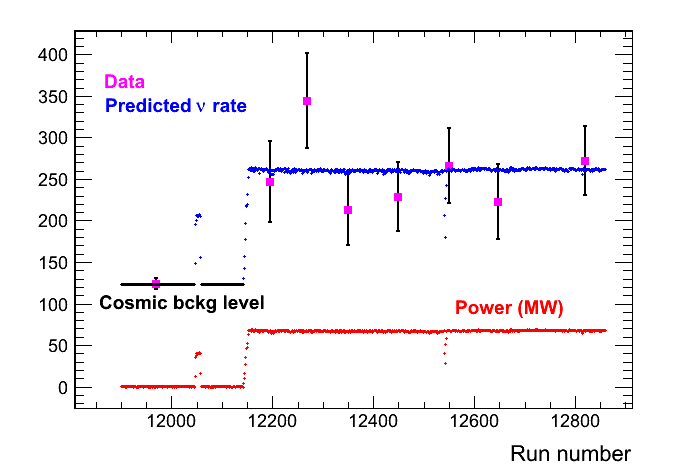 400
350
300
250
200
150
100
50
0
Data
Predicted ν rate
Cosmic bckg level
Power (MW)
12000 12200 12400 12600 12800
Run number